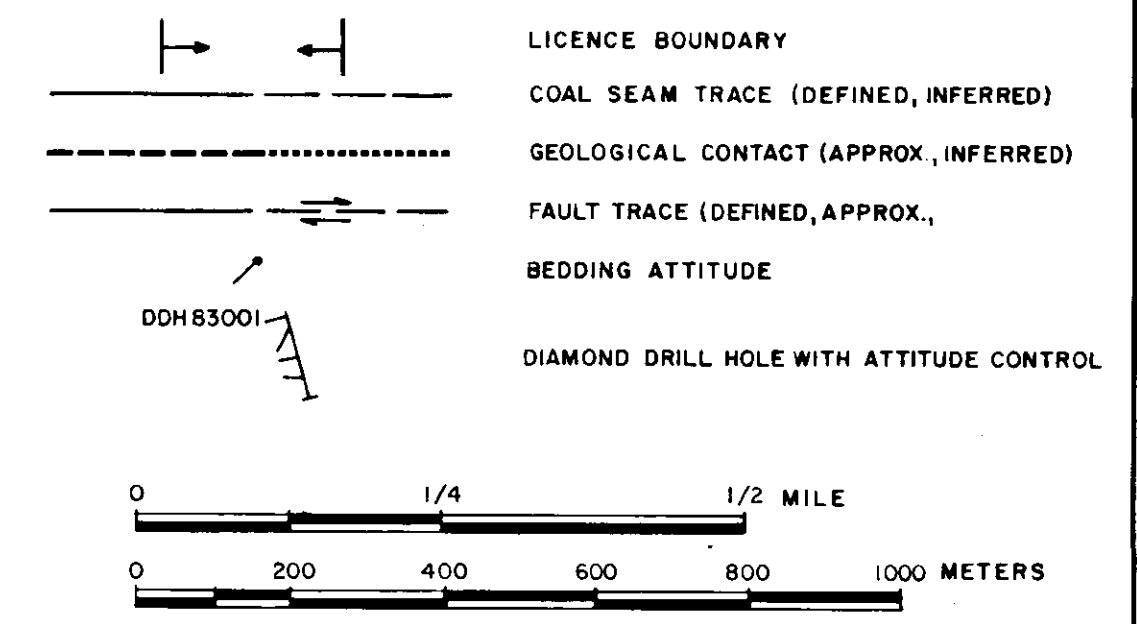 LICENCE BOUNDARY
COAL SEAM TRACE (DEFINED, INFERRED)
GEOLOGICAL CONTACT (APPROX., INFERRED)
FAULT TRACE (DEFINED, APPROX.,
BEDDING ATTITUDE
DDH 83001
DIAMOND DRILL HOLE WITH ATTITUDE CONTROL
0 1/4 1/2 MILE
0 200 400 600 800 1000 METERS